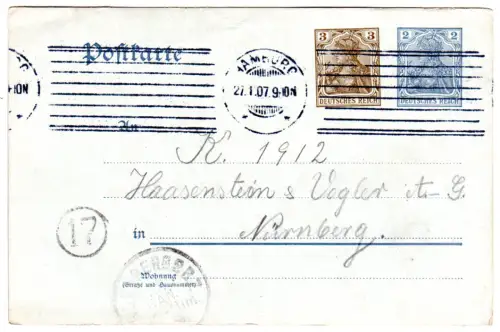 Postkarte
HAMBURG
27.1.07. 9-10N
3 3
DEUTSCHES REICH
2 2
DEUTSCHES REICH
An
K. 1912
Haasenstein & Vogler A-G.
in Nürnberg.
17
Wohnung
(Straße und Hausnummer)